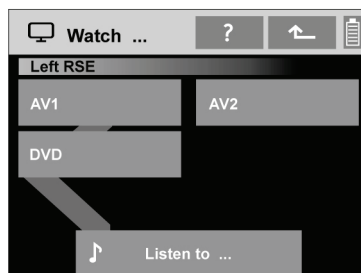 Watch ... ?
Left RSE
AV1 AV2
DVD
Listen to ...